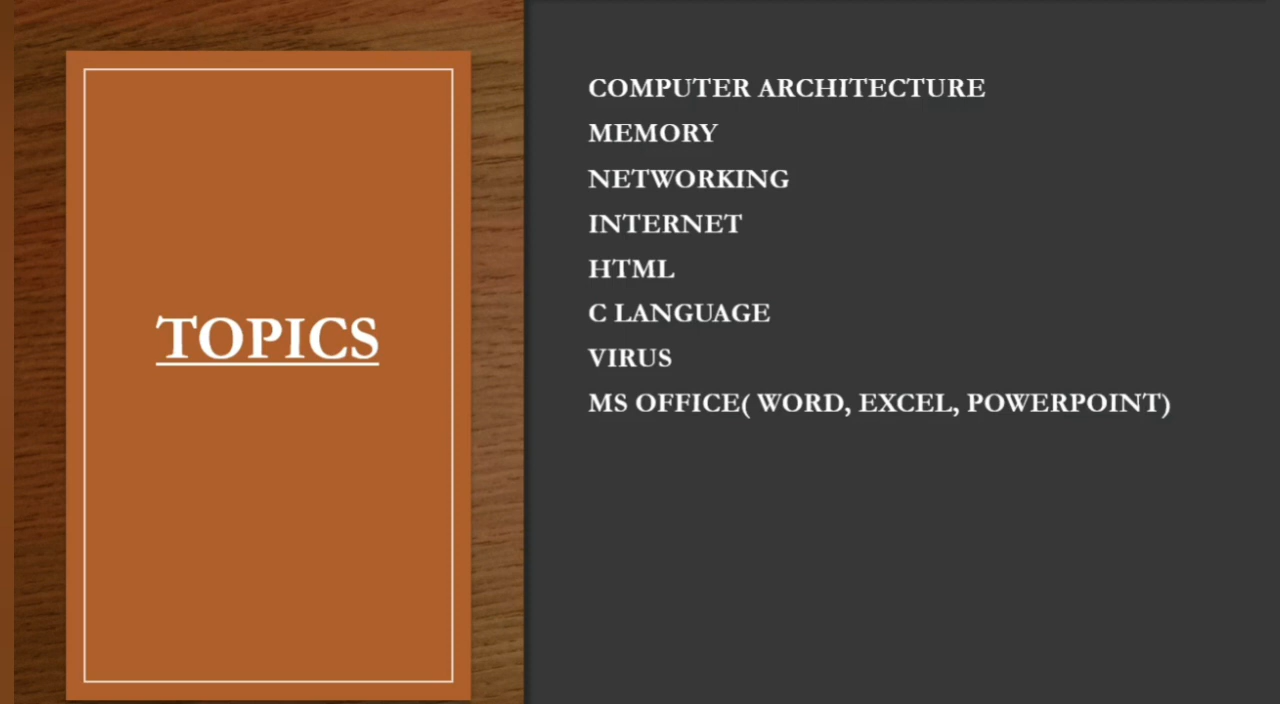 TOPICS
COMPUTER ARCHITECTURE
MEMORY
NETWORKING
INTERNET
HTML
C LANGUAGE
VIRUS
MS OFFICE( WORD, EXCEL, POWERPOINT)